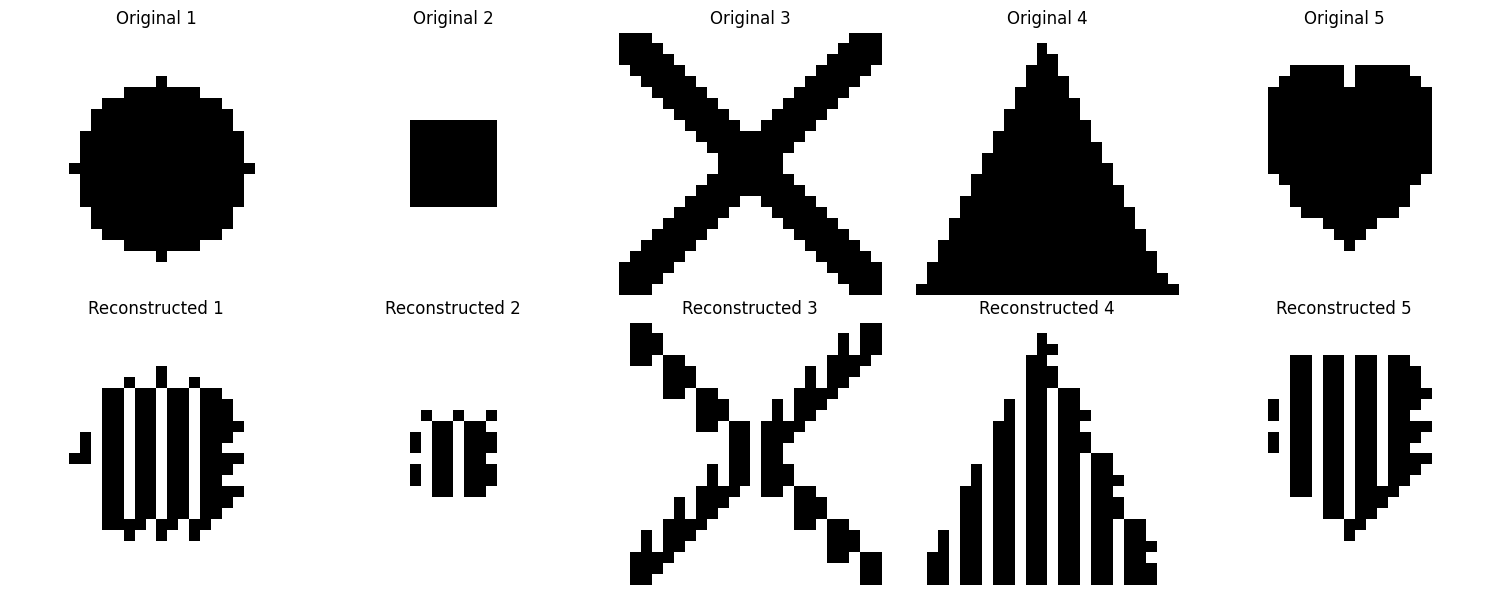 Original 1
Original 2
Original 3
Original 4
Original 5
Reconstructed 1
Reconstructed 2
Reconstructed 3
Reconstructed 4
Reconstructed 5